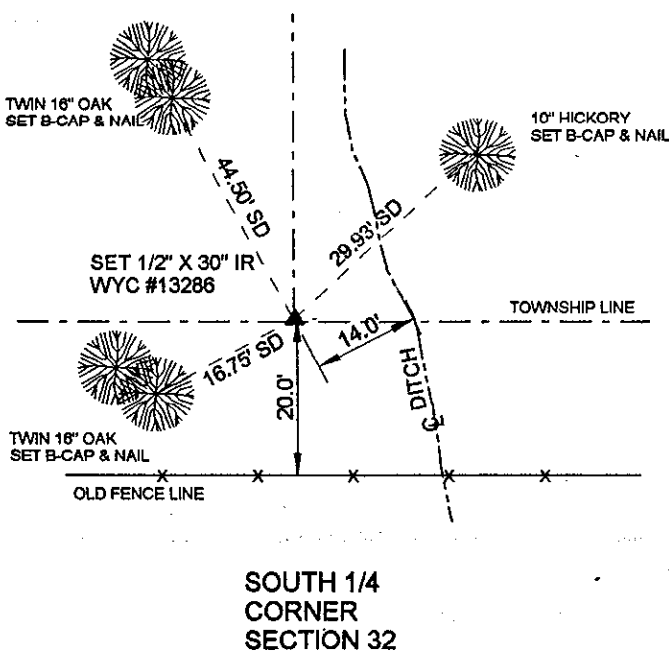 TWIN 16" OAK
SET B-CAP & NAIL
10" HICKORY
SET B-CAP & NAIL
44.50' SD
29.93' SD
SET 1/2" X 30" IR
WYC #13286
TOWNSHIP LINE
14.0'
16.75' SD
20.0'
℄ DITCH
TWIN 16" OAK
SET B-CAP & NAIL
OLD FENCE LINE
SOUTH 1/4
CORNER
SECTION 32